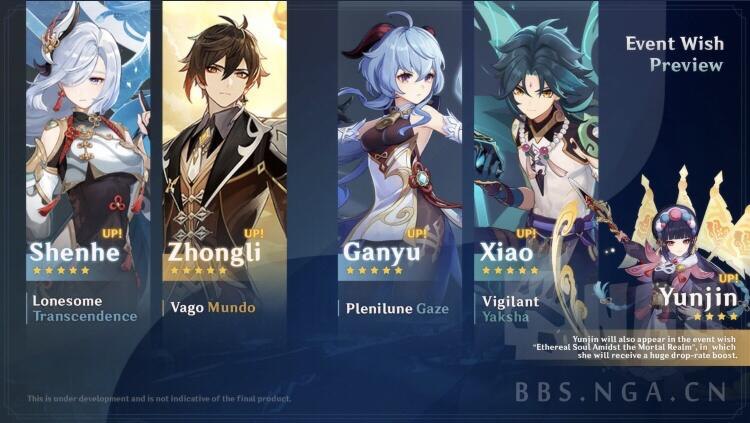 Event Wish
Preview
UP!
Shenhe
Lonesome
Transcendence
UP!
Zhongli
Vago Mundo
UP!
Ganyu
Plenilune Gaze
UP!
Xiao
Vigilant
Yaksha
UP!
Yunjin
Yunjin will also appear in the event wish
"Ethereal Soul Amidst the Mortal Realm", in which
she will receive a huge drop-rate boost.
This is under development and is not indicative of the final product.
BBS.NGA.CN